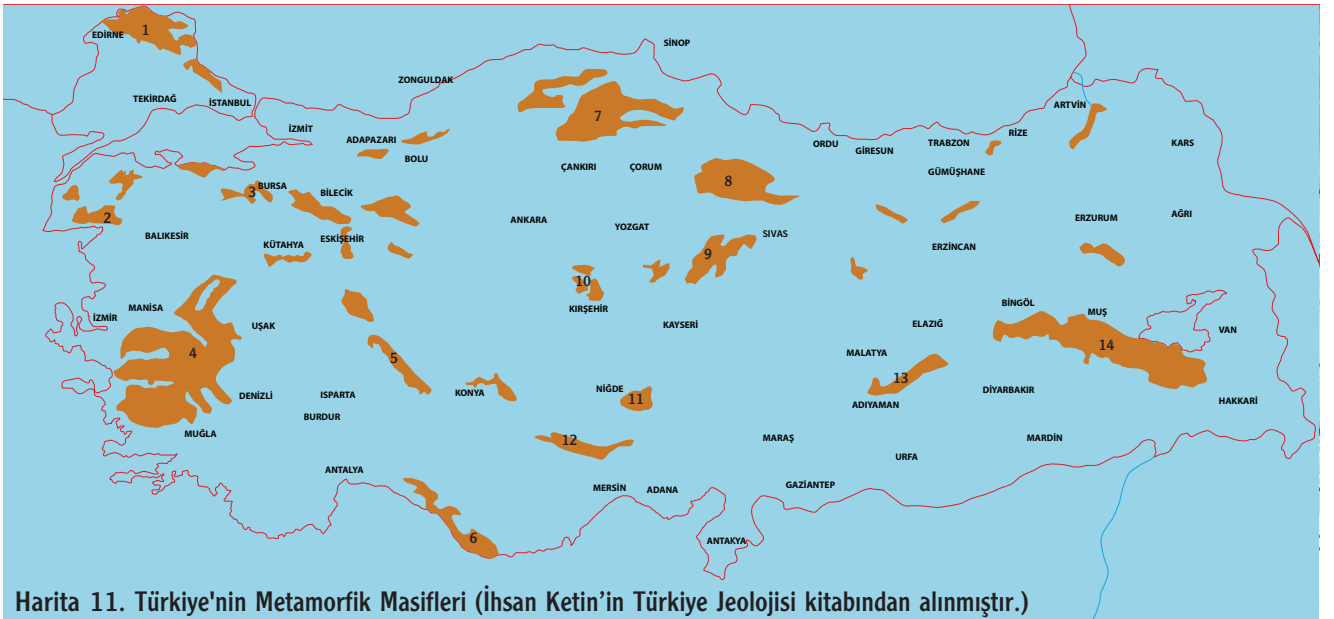 SİNOP
1
EDİRNE
ZONGULDAK
TEKİRDAĞ
İSTANBUL
ARTVİN
7
İZMİT
RİZE
ADAPAZARI
ORDU
GİRESUN
TRABZON
KARS
BOLU
ÇANKIRI
ÇORUM
GÜMÜŞHANE
8
3
BURSA
BİLECİK
2
ANKARA
ERZURUM
AĞRI
YOZGAT
BALIKESİR
SIVAS
ESKİŞEHİR
KÜTAHYA
ERZİNCAN
9
10
KIRŞEHİR
BİNGÖL
MANİSA
MUŞ
İZMİR
UŞAK
KAYSERİ
ELAZIĞ
VAN
14
4
5
MALATYA
13
NİĞDE
DİYARBAKIR
KONYA
ISPARTA
DENİZLİ
11
ADIYAMAN
HAKKARİ
BURDUR
MUĞLA
12
MARAŞ
MARDİN
URFA
ANTALYA
GAZİANTEP
MERSİN
ADANA
6
ANTAKYA
Harita 11. Türkiye'nin Metamorfik Masifleri (İhsan Ketin’in Türkiye Jeolojisi kitabından alınmıştır.)